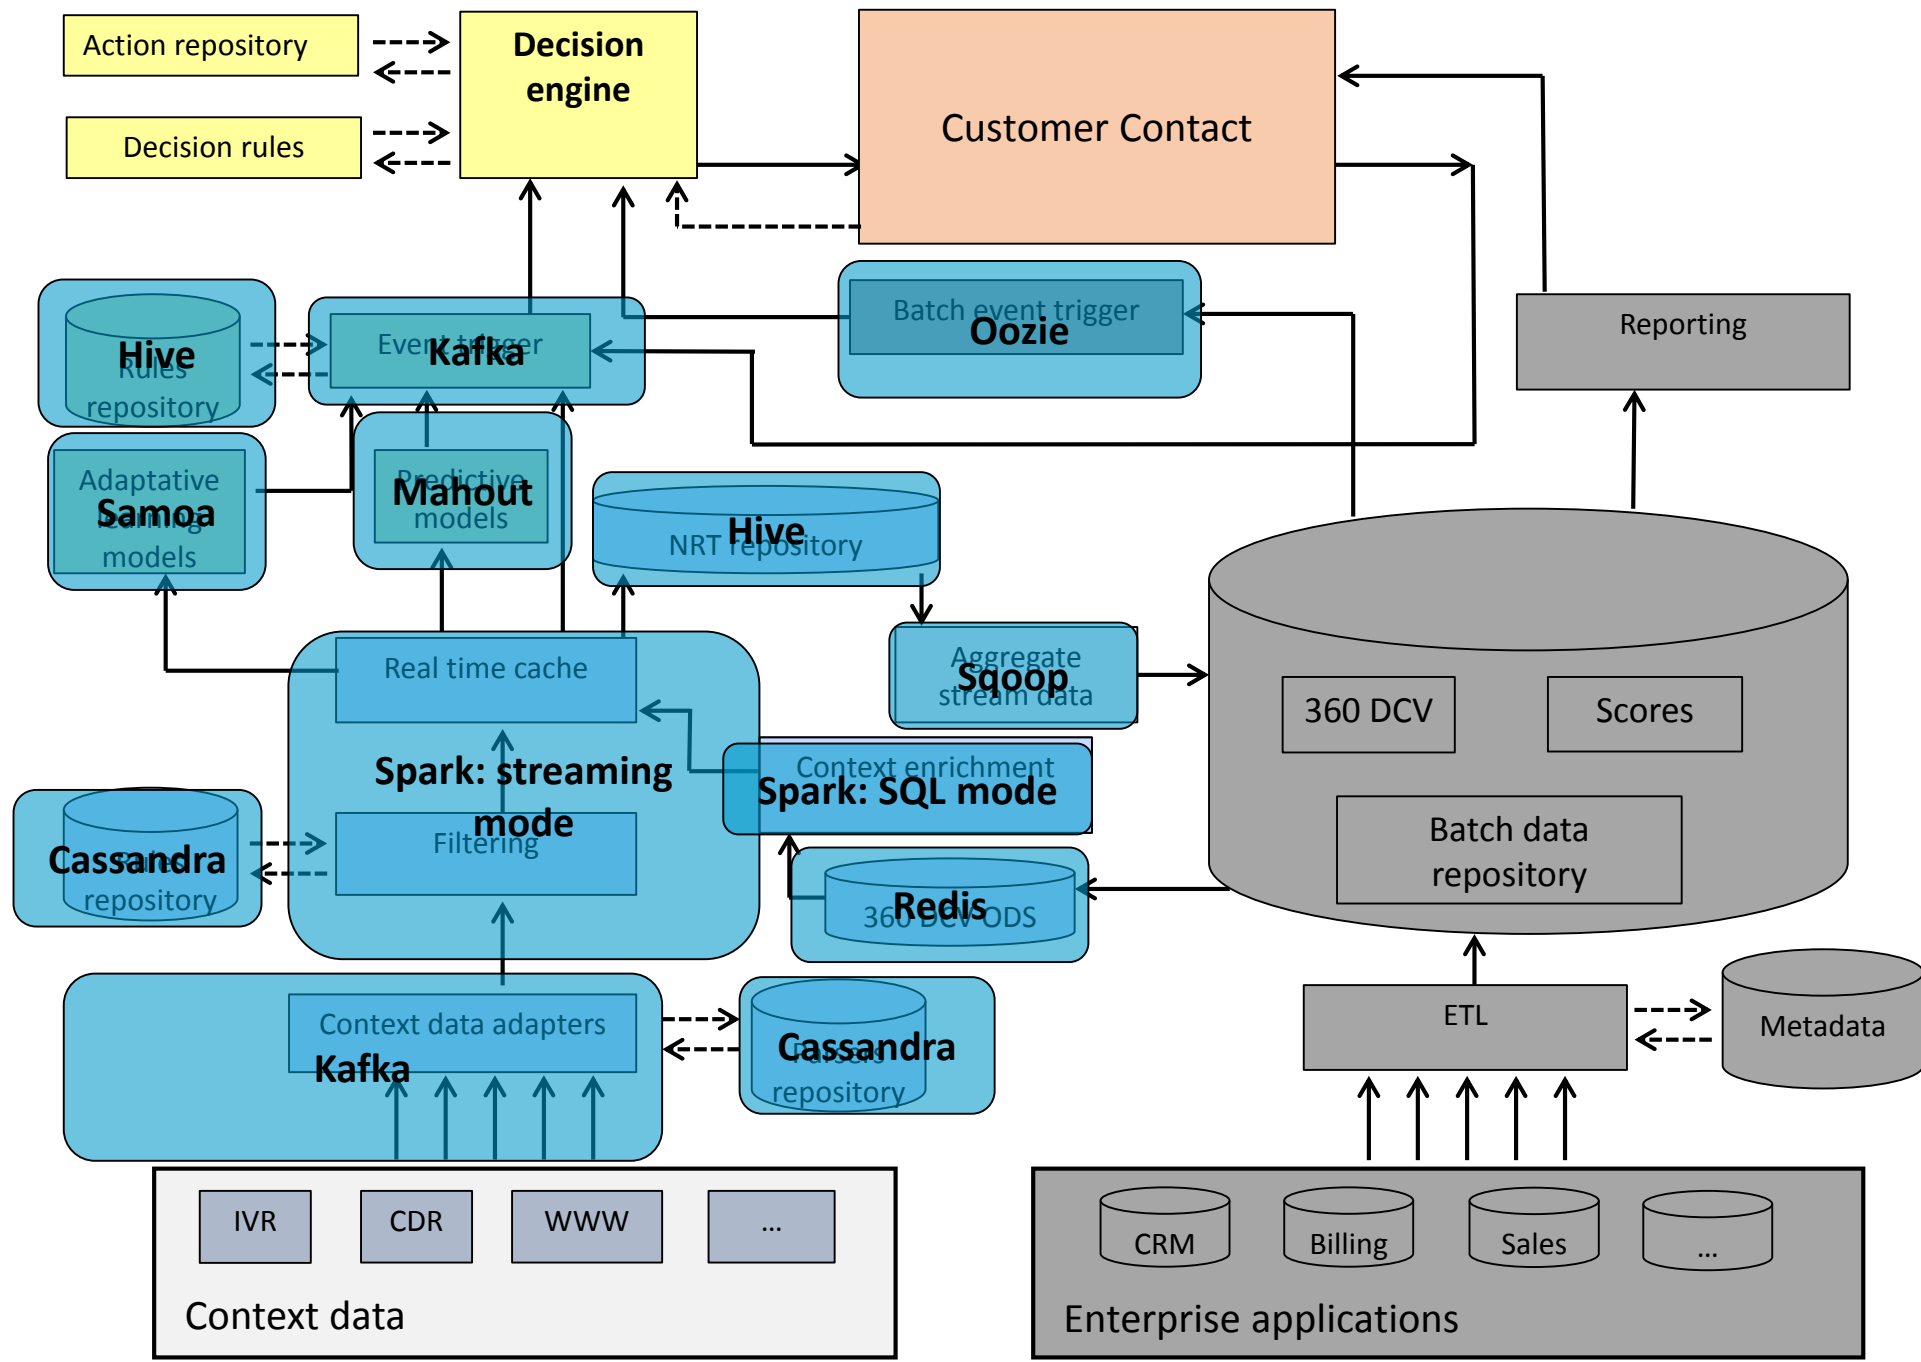 Action repository
Decision
engine
Customer Contact
Decision rules
Batch event trigger
Oozie
Reporting
Hive
Rules
repository
Event trigger
Kafka
Adaptative
learning
models
Samoa
Predictive
models
Mahout
Hive
NRT repository
Real time cache
Aggregate
stream data
Sqoop
360 DCV
Scores
Spark: streaming
mode
Context enrichment
Spark: SQL mode
Batch data
repository
Cassandra
Rules
repository
Filtering
Redis
360 DCV ODS
Context data adapters
Kafka
Cassandra
Parsers
repository
ETL
Metadata
IVR
CDR
WWW
...
Context data
CRM
Billing
Sales
...
Enterprise applications